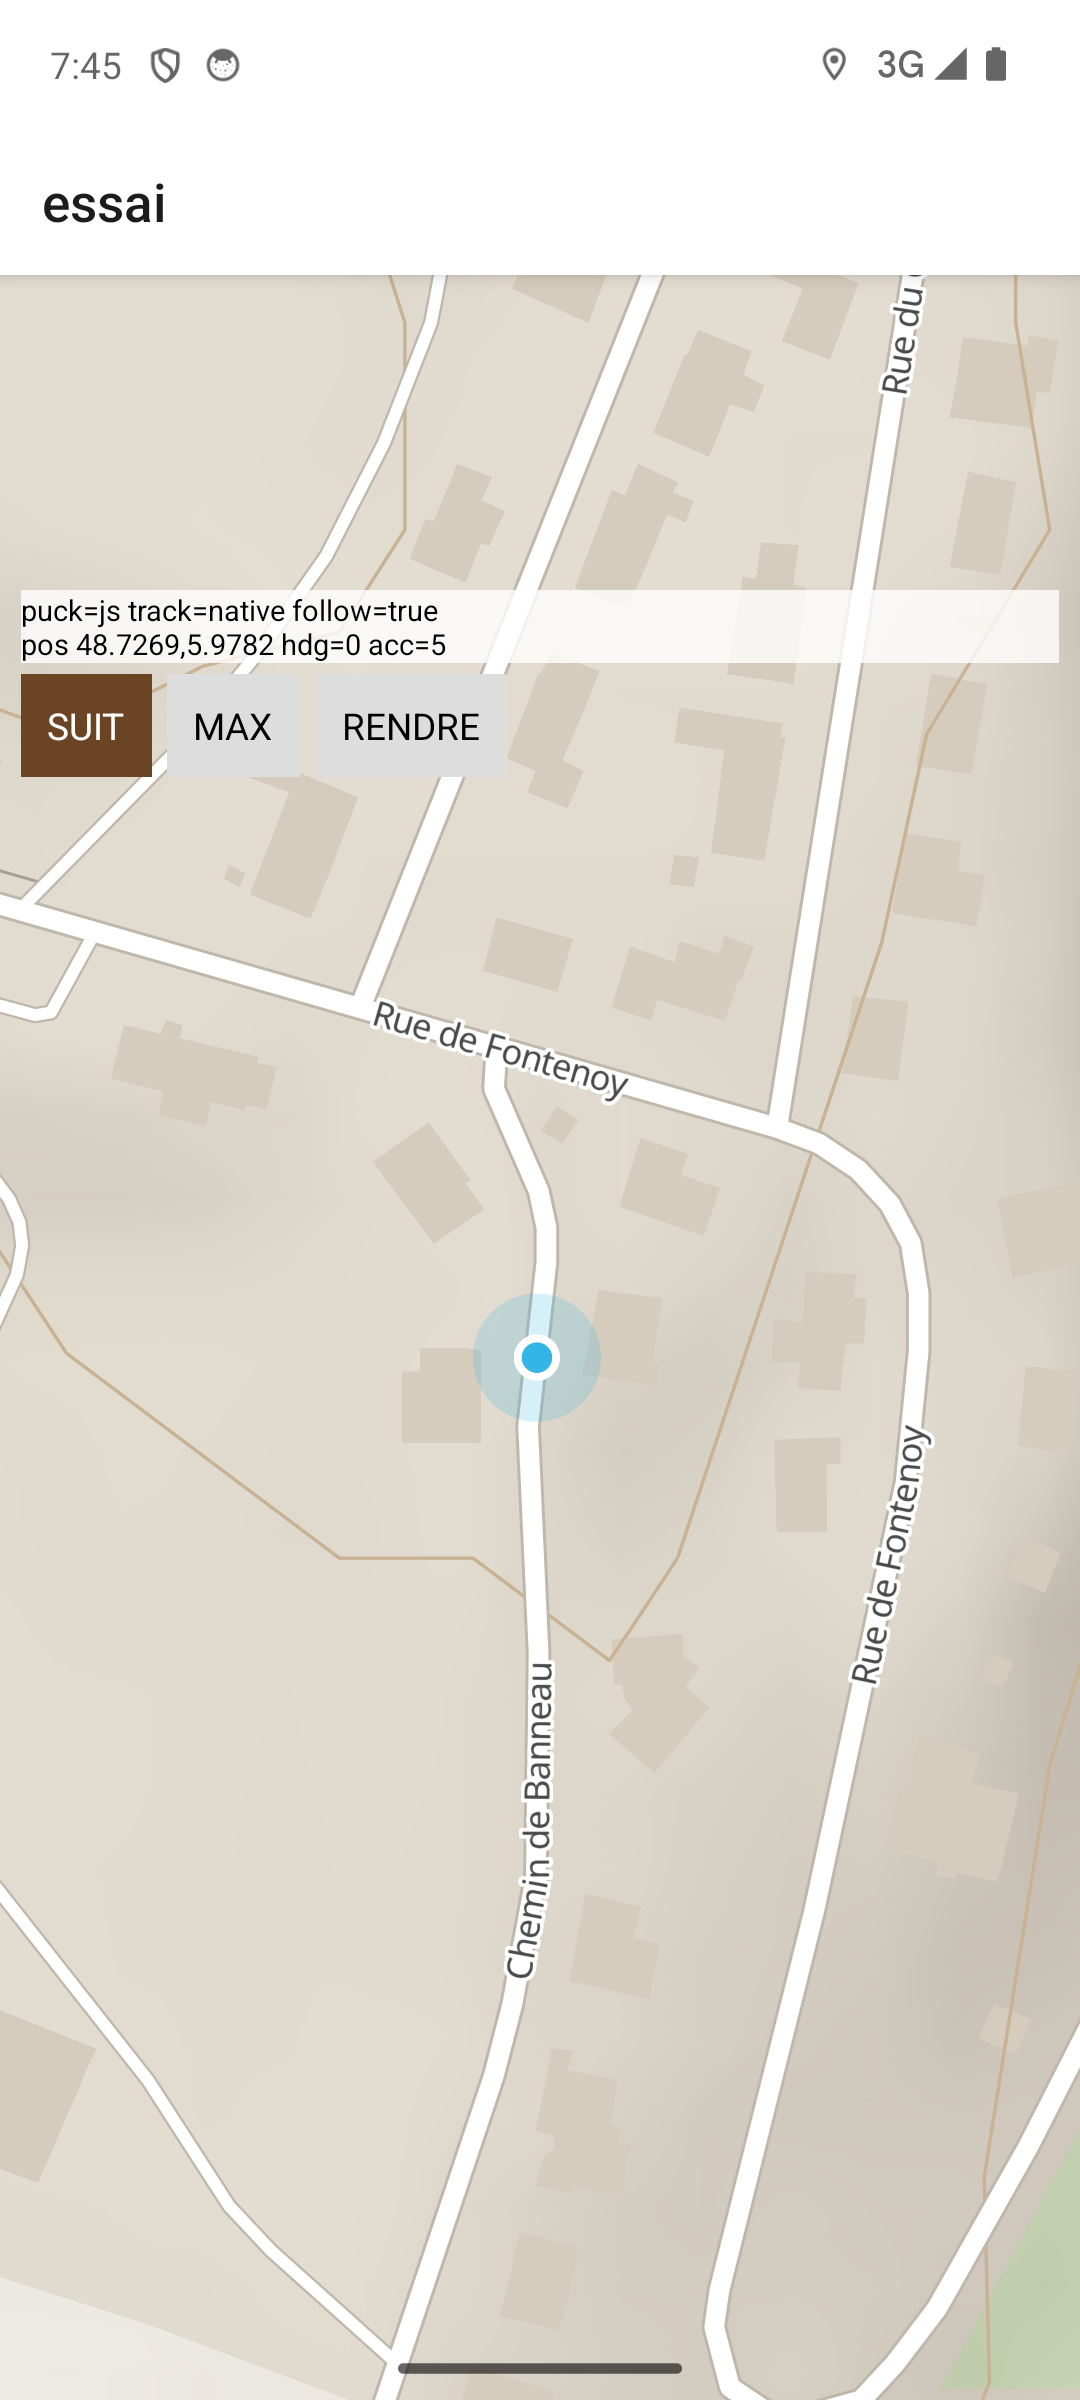 7:45
3G
essai
Rue du
puck=js track=native follow=true
pos 48.7269,5.9782 hdg=0 acc=5
SUIT
MAX
RENDRE
Rue de Fontenoy
Rue de Fontenoy
Chemin de Banneau